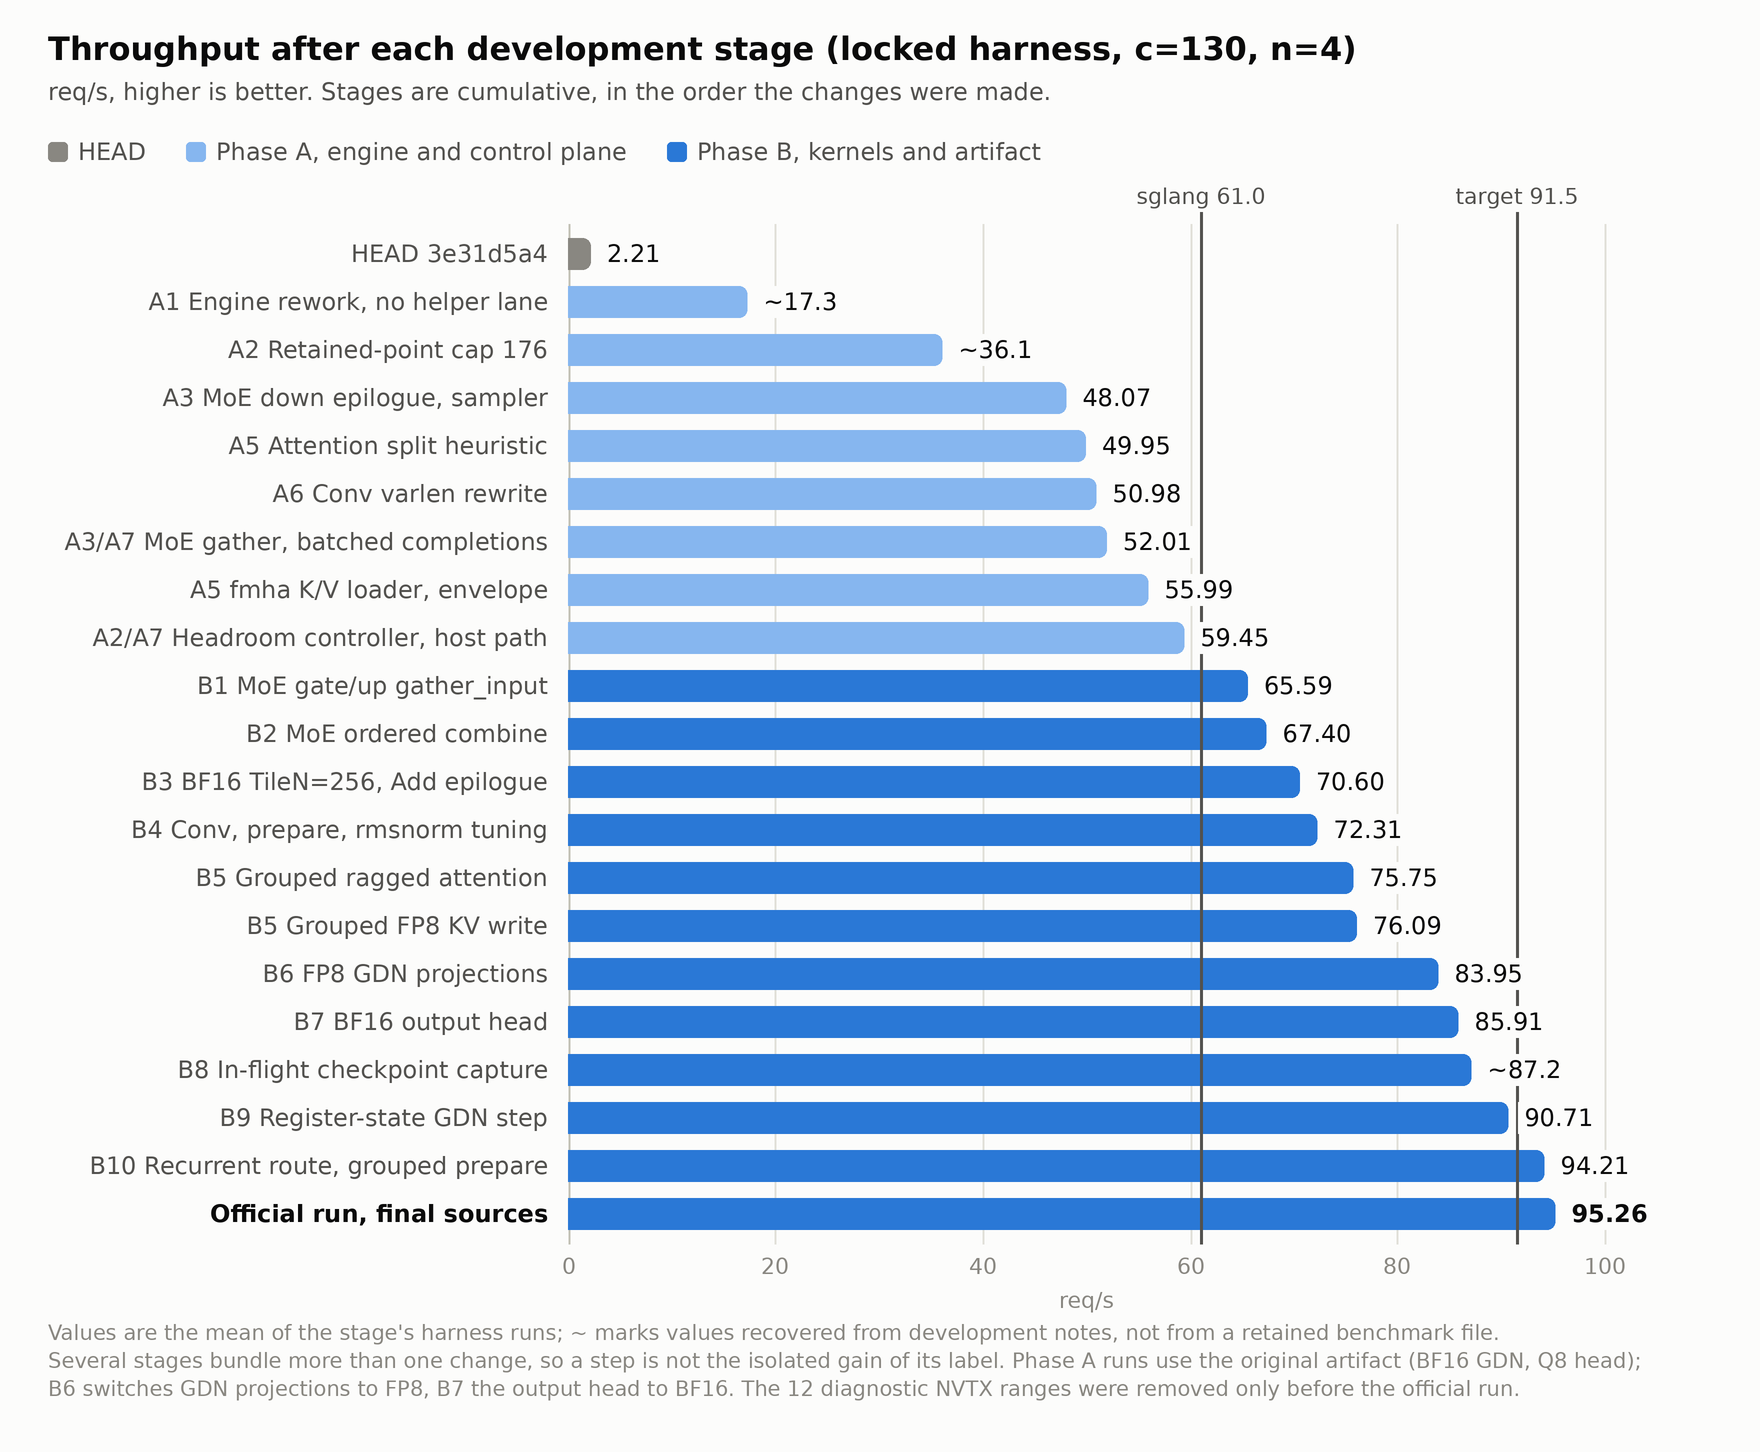 Throughput after each development stage (locked harness, c=130, n=4)
req/s, higher is better. Stages are cumulative, in the order the changes were made.
HEAD Phase A, engine and control plane Phase B, kernels and artifact
sglang 61.0 target 91.5
HEAD 3e31d5a4 2.21
A1 Engine rework, no helper lane ~17.3
A2 Retained-point cap 176 ~36.1
A3 MoE down epilogue, sampler 48.07
A5 Attention split heuristic 49.95
A6 Conv varlen rewrite 50.98
A3/A7 MoE gather, batched completions 52.01
A5 fmha K/V loader, envelope 55.99
A2/A7 Headroom controller, host path 59.45
B1 MoE gate/up gather_input 65.59
B2 MoE ordered combine 67.40
B3 BF16 TileN=256, Add epilogue 70.60
B4 Conv, prepare, rmsnorm tuning 72.31
B5 Grouped ragged attention 75.75
B5 Grouped FP8 KV write 76.09
B6 FP8 GDN projections 83.95
B7 BF16 output head 85.91
B8 In-flight checkpoint capture ~87.2
B9 Register-state GDN step 90.71
B10 Recurrent route, grouped prepare 94.21
Official run, final sources 95.26
0 20 40 60 80 100
req/s
Values are the mean of the stage's harness runs; ~ marks values recovered from development notes, not from a retained benchmark file.
Several stages bundle more than one change, so a step is not the isolated gain of its label. Phase A runs use the original artifact (BF16 GDN, Q8 head);
B6 switches GDN projections to FP8, B7 the output head to BF16. The 12 diagnostic NVTX ranges were removed only before the official run.